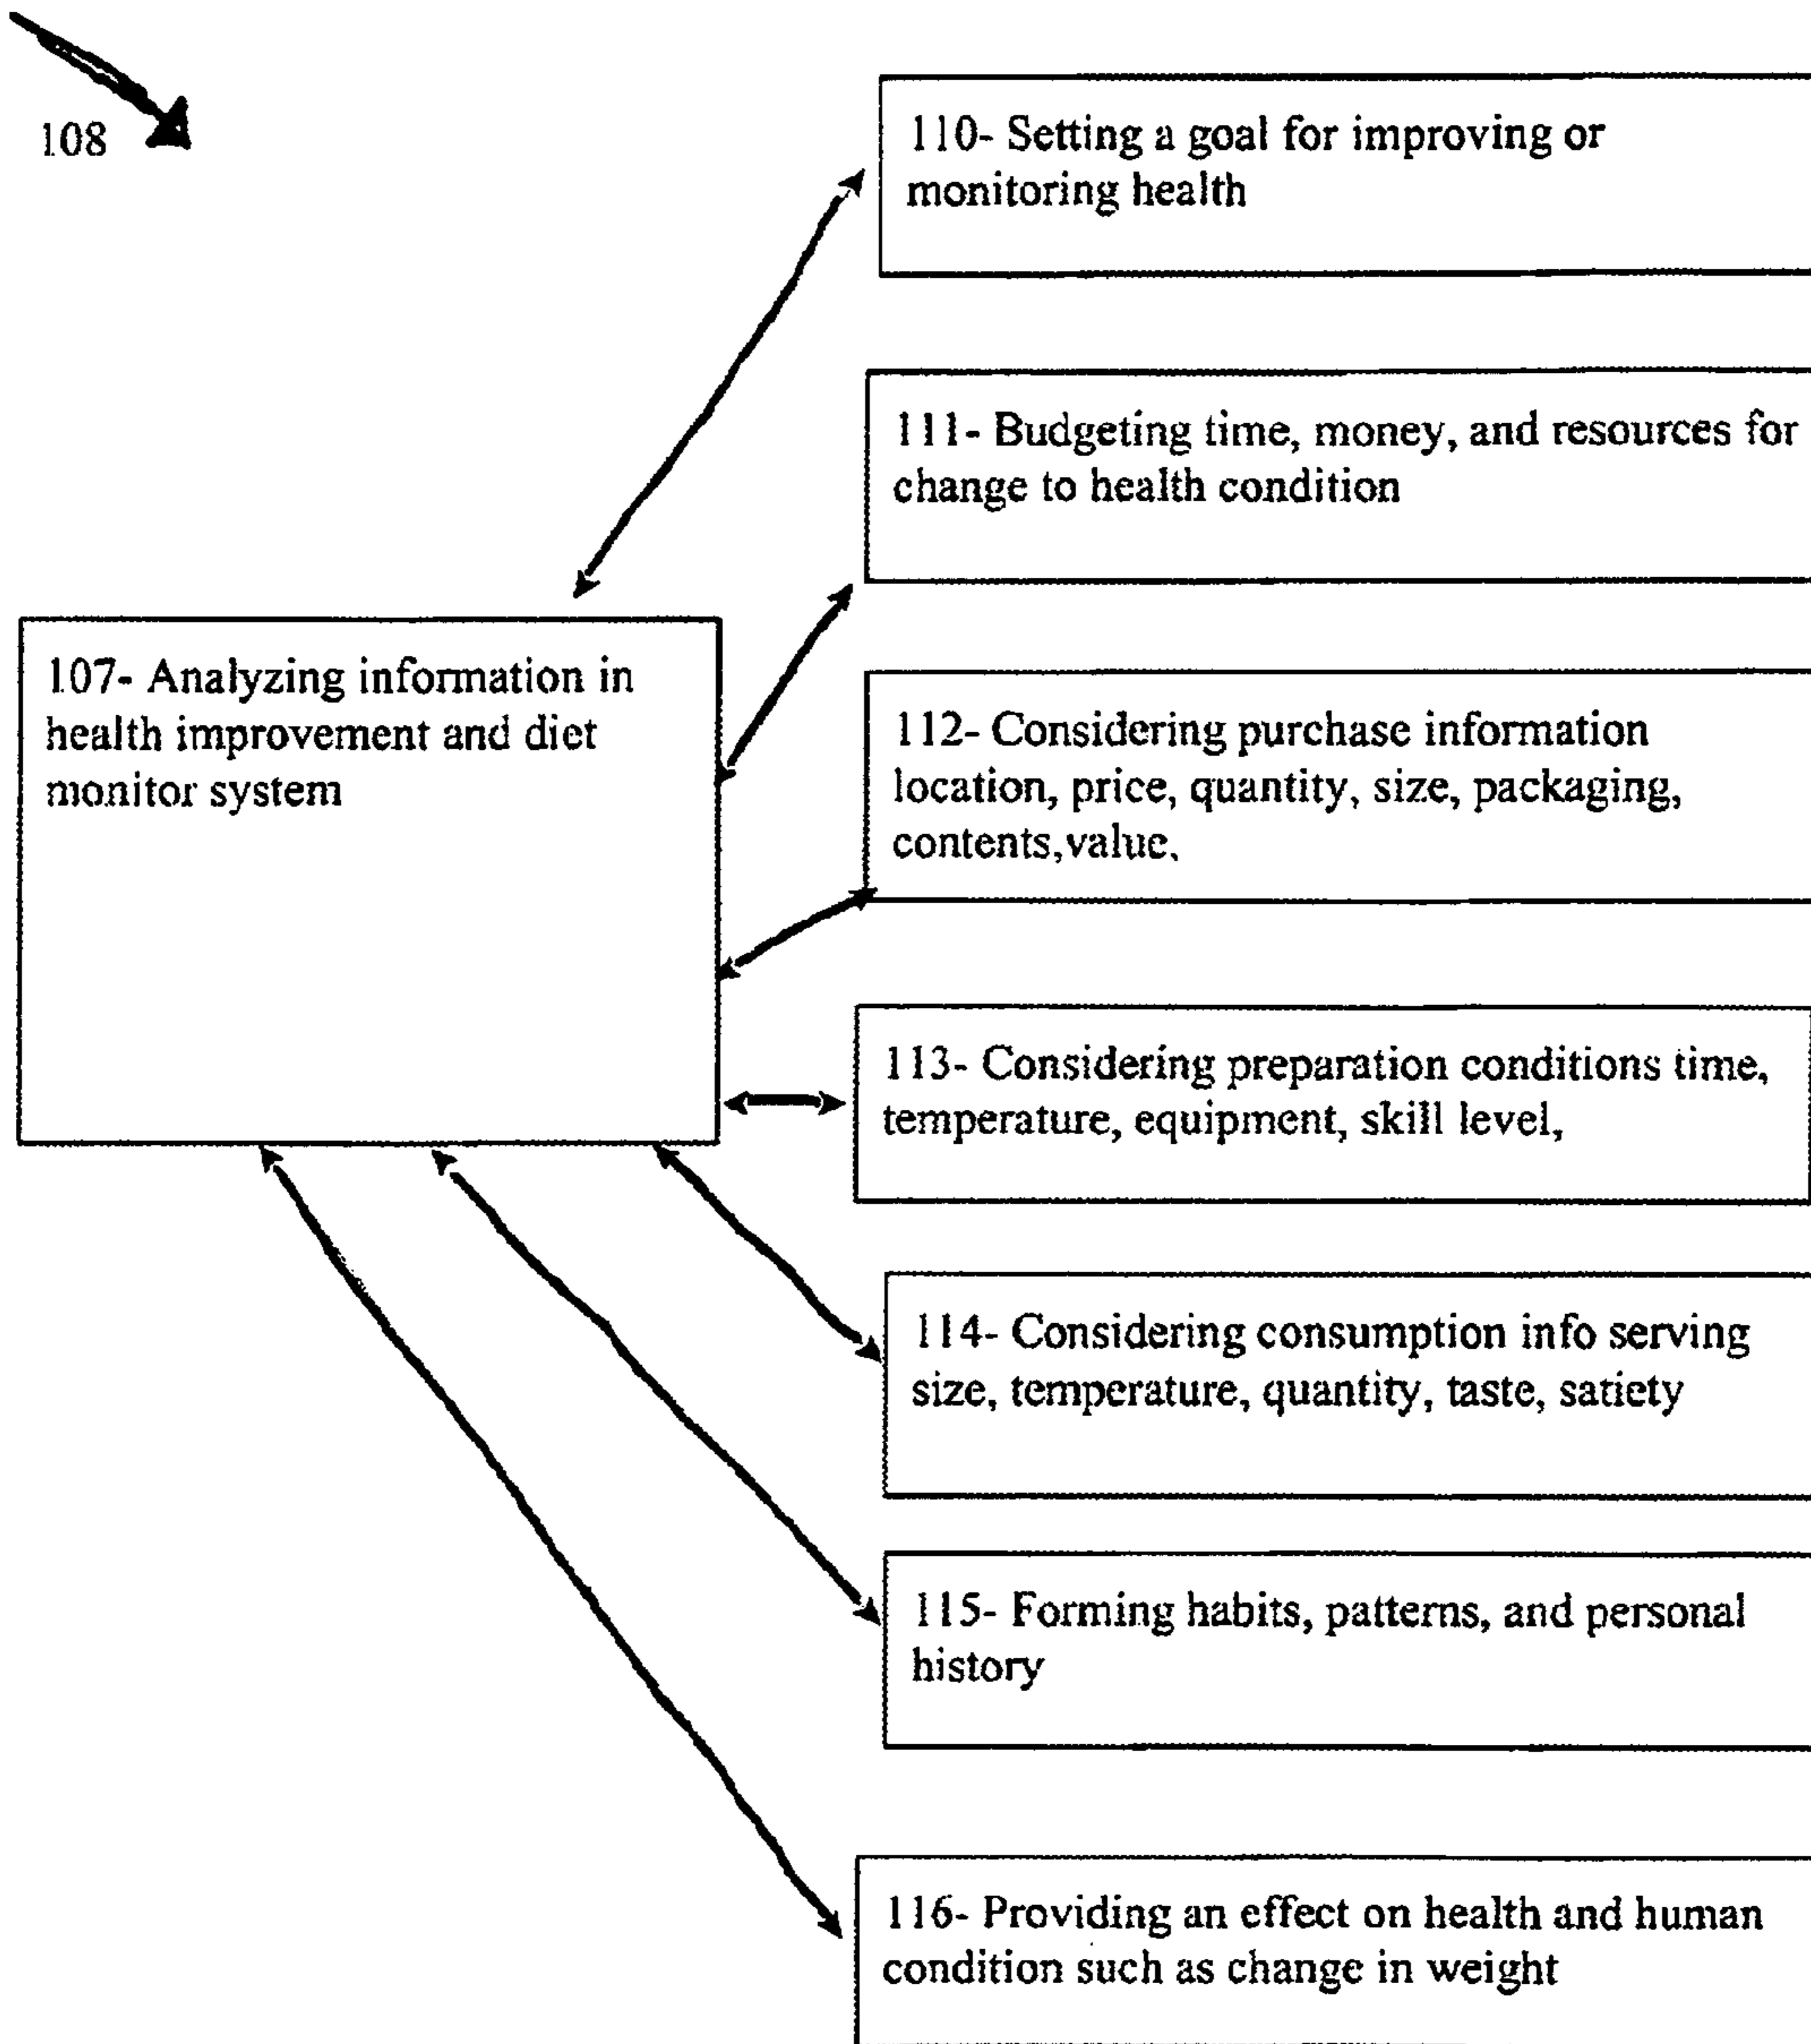 108
110- Setting a goal for improving or
monitoring health
111- Budgeting time, money, and resources for
change to health condition
107- Analyzing information in
health improvement and diet
monitor system
112- Considering purchase information
location, price, quantity, size, packaging,
contents,value,
113- Considering preparation conditions time,
temperature, equipment, skill level,
114- Considering consumption info serving
size, temperature, quantity, taste, satiety
115- Forming habits, patterns, and personal
history
116- Providing an effect on health and human
condition such as change in weight